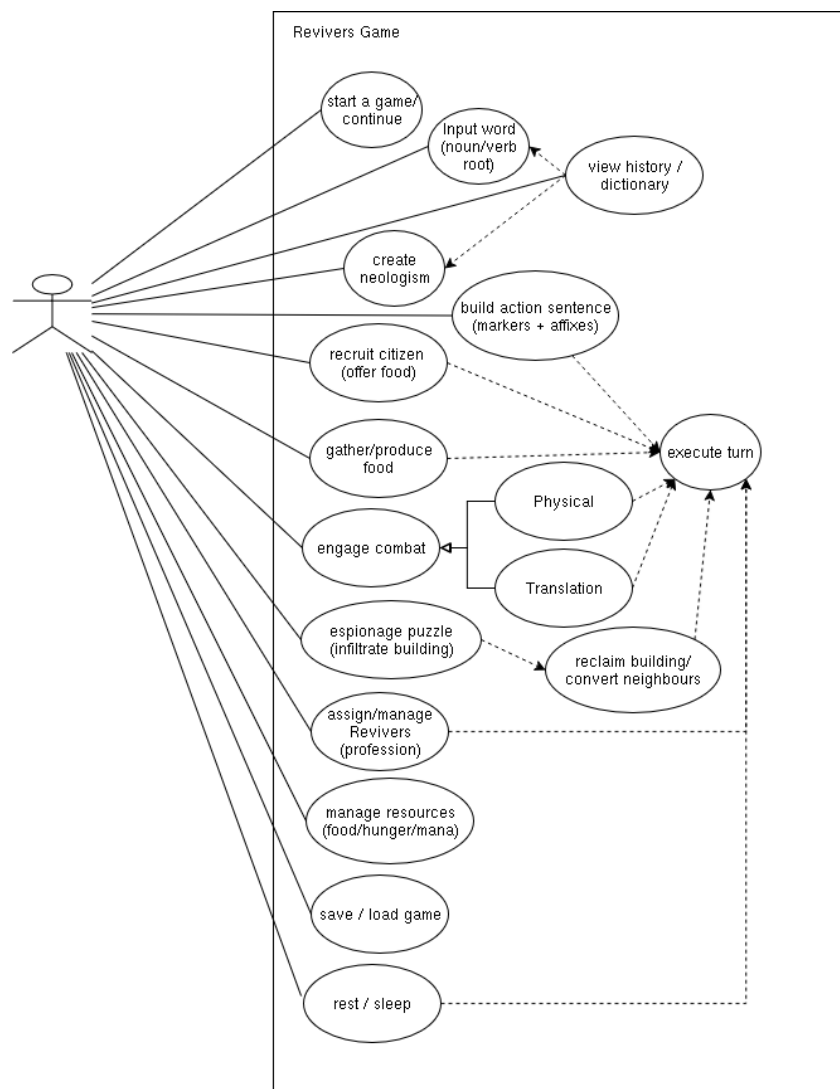 Revivers Game
start a game/
continue
Input word
(noun/verb
root)
view history /
dictionary
create
neologism
build action sentence
(markers + affixes)
recruit citizen
(offer food)
execute turn
gather/produce
food
Physical
engage combat
Translation
espionage puzzle
(infiltrate building)
reclaim building/
convert neighbours
assign/manage
Revivers
(profession)
manage resources
(food/hunger/mana)
save / load game
rest / sleep